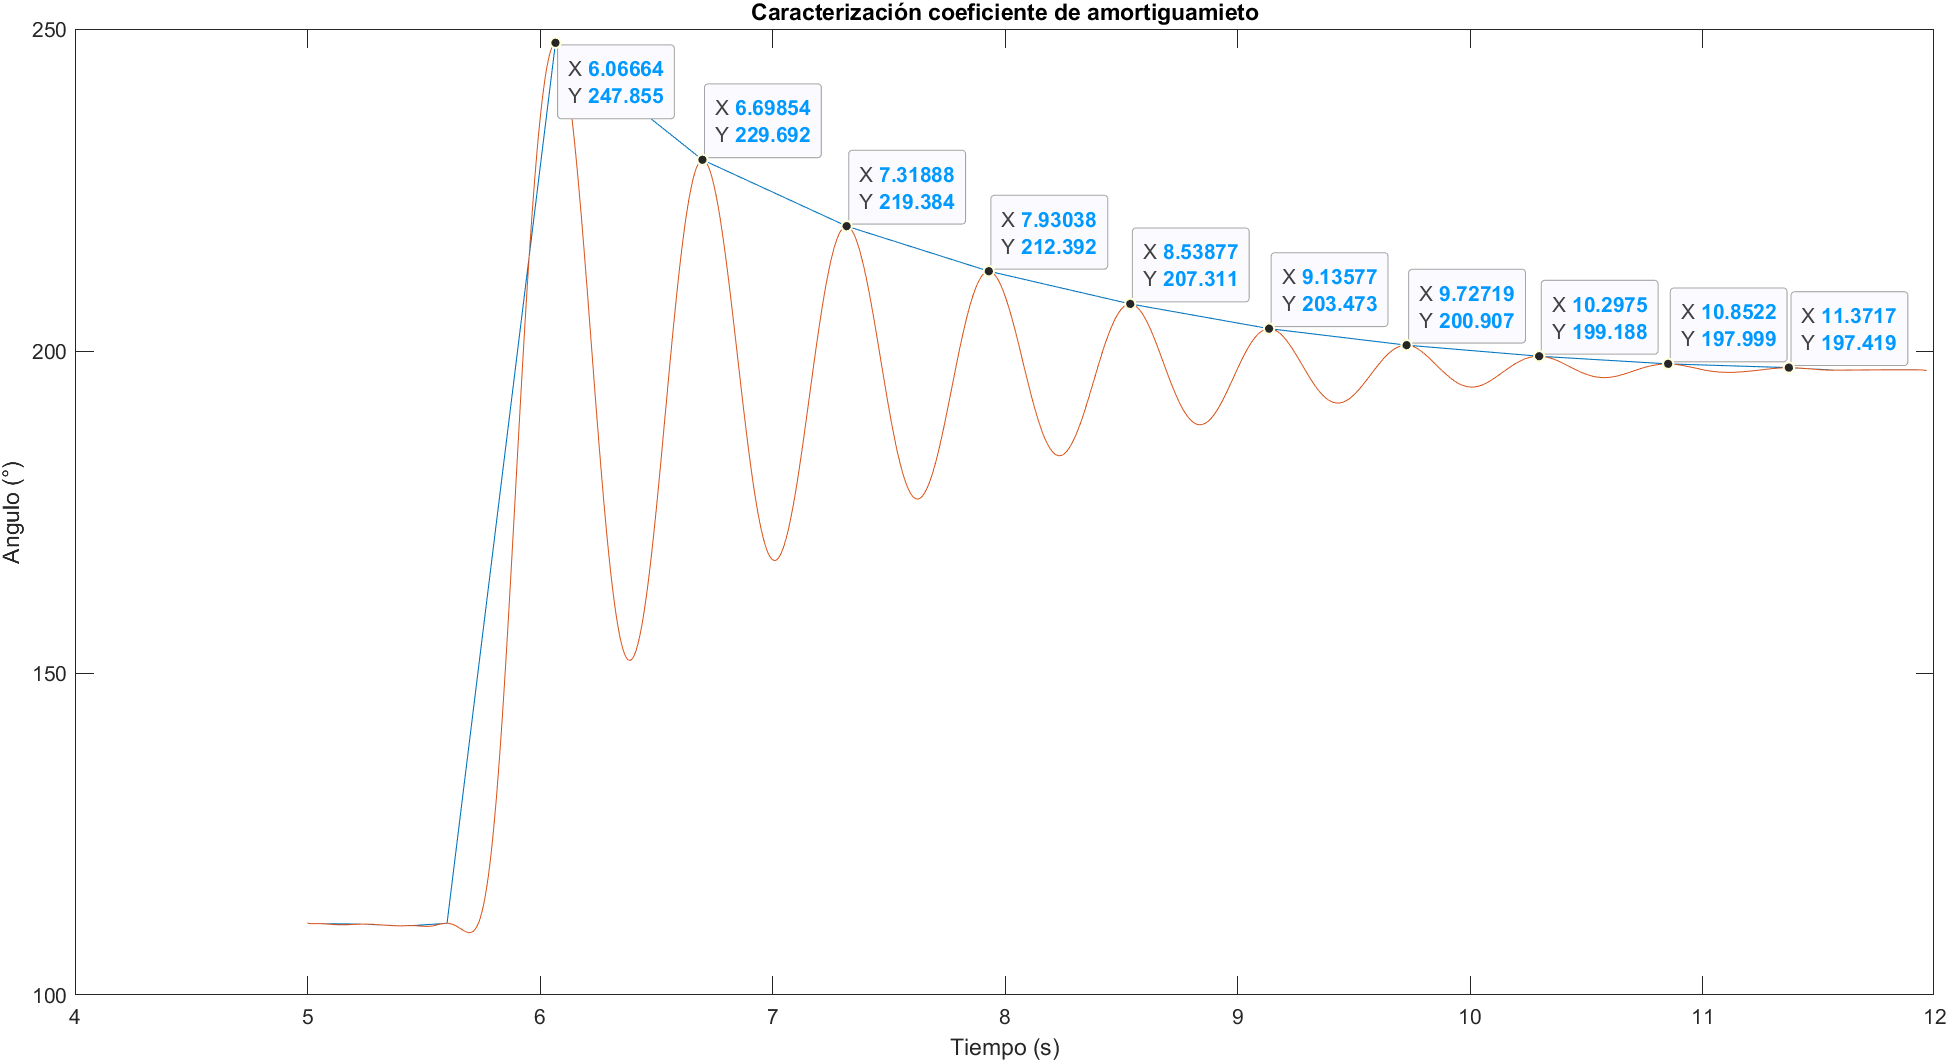 Caracterización coeficiente de amortiguamieto
250
200
150
100
Angulo (°)
X 6.06664
Y 247.855
X 6.69854
Y 229.692
X 7.31888
Y 219.384
X 7.93038
Y 212.392
X 8.53877
Y 207.311
X 9.13577
Y 203.473
X 9.72719
Y 200.907
X 10.2975
Y 199.188
X 10.8522
Y 197.999
X 11.3717
Y 197.419
4 5 6 7 8 9 10 11 12
Tiempo (s)